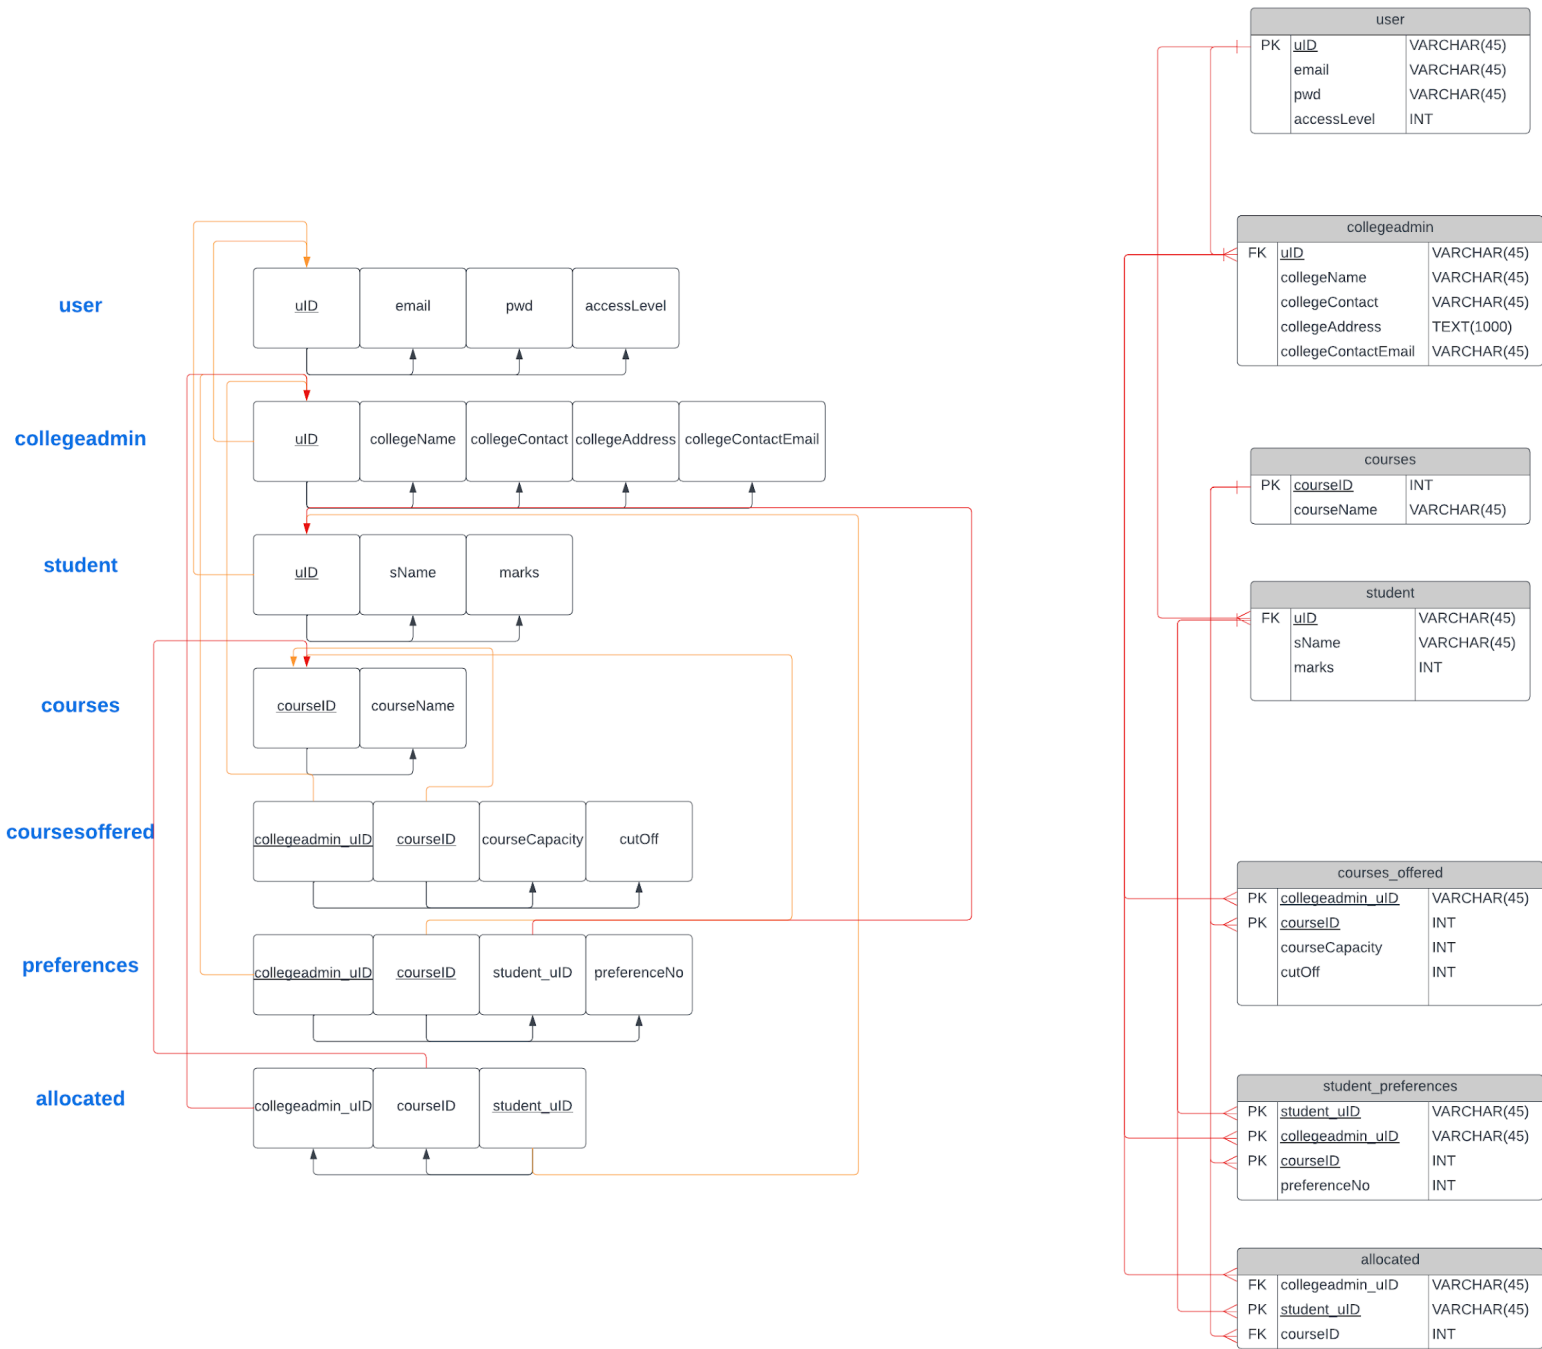 user
uID email pwd accessLevel
collegeadmin
uID collegeName collegeContact collegeAddress collegeContactEmail
student
uID sName marks
courses
courseID courseName
coursesoffered
collegeadmin_uID courseID courseCapacity cutOff
preferences
collegeadmin_uID courseID student_uID preferenceNo
allocated
collegeadmin_uID courseID student_uID
user
PK uID VARCHAR(45)
email VARCHAR(45)
pwd VARCHAR(45)
accessLevel INT
collegeadmin
FK uID VARCHAR(45)
collegeName VARCHAR(45)
collegeContact VARCHAR(45)
collegeAddress TEXT(1000)
collegeContactEmail VARCHAR(45)
courses
PK courseID INT
courseName VARCHAR(45)
student
FK uID VARCHAR(45)
sName VARCHAR(45)
marks INT
courses_offered
PK collegeadmin_uID VARCHAR(45)
PK courseID INT
courseCapacity INT
cutOff INT
student_preferences
PK student_uID VARCHAR(45)
PK collegeadmin_uID VARCHAR(45)
PK courseID INT
preferenceNo INT
allocated
FK collegeadmin_uID VARCHAR(45)
PK student_uID VARCHAR(45)
FK courseID INT